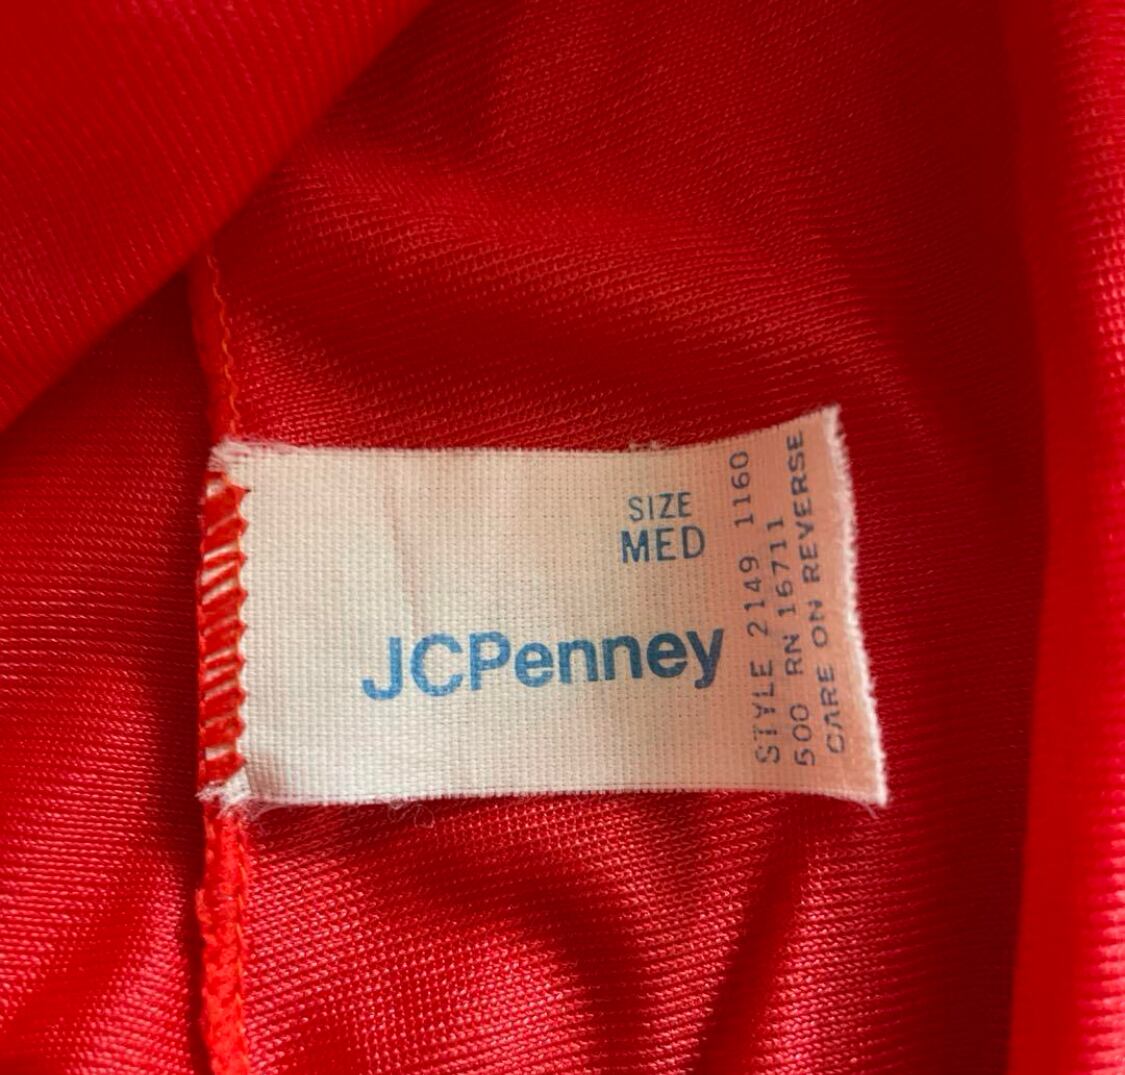 SIZE
MED
JCPenney
STYLE 2149 1160
500 RN 16711
CARE ON REVERSE